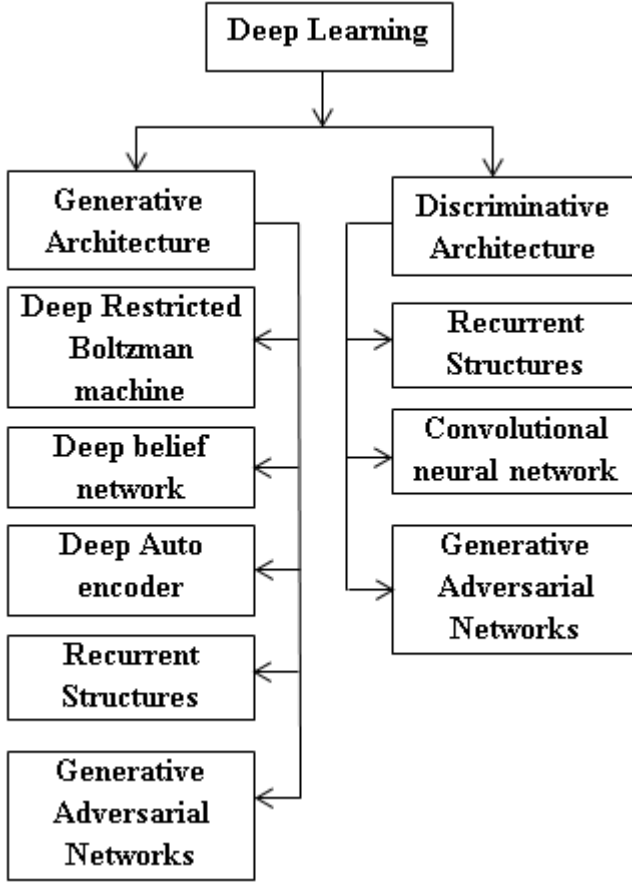 Deep Learning
Generative
Architecture
Deep Restricted
Boltzman
machine
Deep belief
network
Deep Auto
encoder
Recurrent
Structures
Generative
Adversarial
Networks
Discriminative
Architecture
Recurrent
Structures
Convolutional
neural network
Generative
Adversarial
Networks